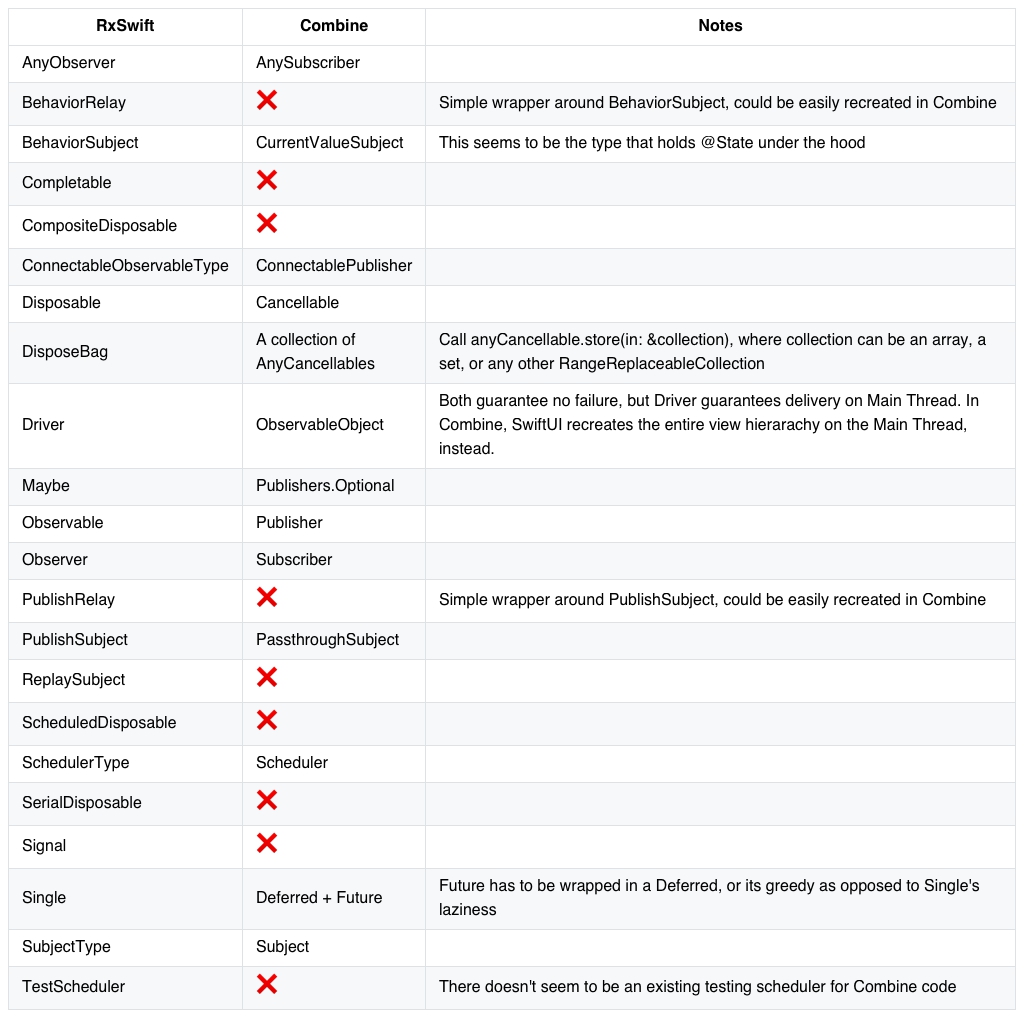 RxSwift Combine Notes
AnyObserver AnySubscriber
BehaviorRelay ❌ Simple wrapper around BehaviorSubject, could be easily recreated in Combine
BehaviorSubject CurrentValueSubject This seems to be the type that holds @State under the hood
Completable ❌
CompositeDisposable ❌
ConnectableObservableType ConnectablePublisher
Disposable Cancellable
DisposeBag
A collection of
AnyCancellables
Call anyCancellable.store(in: &collection), where collection can be an array, a
set, or any other RangeReplaceableCollection
Driver
ObservableObject
Both guarantee no failure, but Driver guarantees delivery on Main Thread. In
Combine, SwiftUI recreates the entire view hierarachy on the Main Thread,
instead.
Maybe Publishers.Optional
Observable Publisher
Observer Subscriber
PublishRelay ❌ Simple wrapper around PublishSubject, could be easily recreated in Combine
PublishSubject PassthroughSubject
ReplaySubject ❌
ScheduledDisposable ❌
SchedulerType Scheduler
SerialDisposable ❌
Signal ❌
Single
Deferred + Future
Future has to be wrapped in a Deferred, or its greedy as opposed to Single's
laziness
SubjectType Subject
TestScheduler ❌ There doesn't seem to be an existing testing scheduler for Combine code